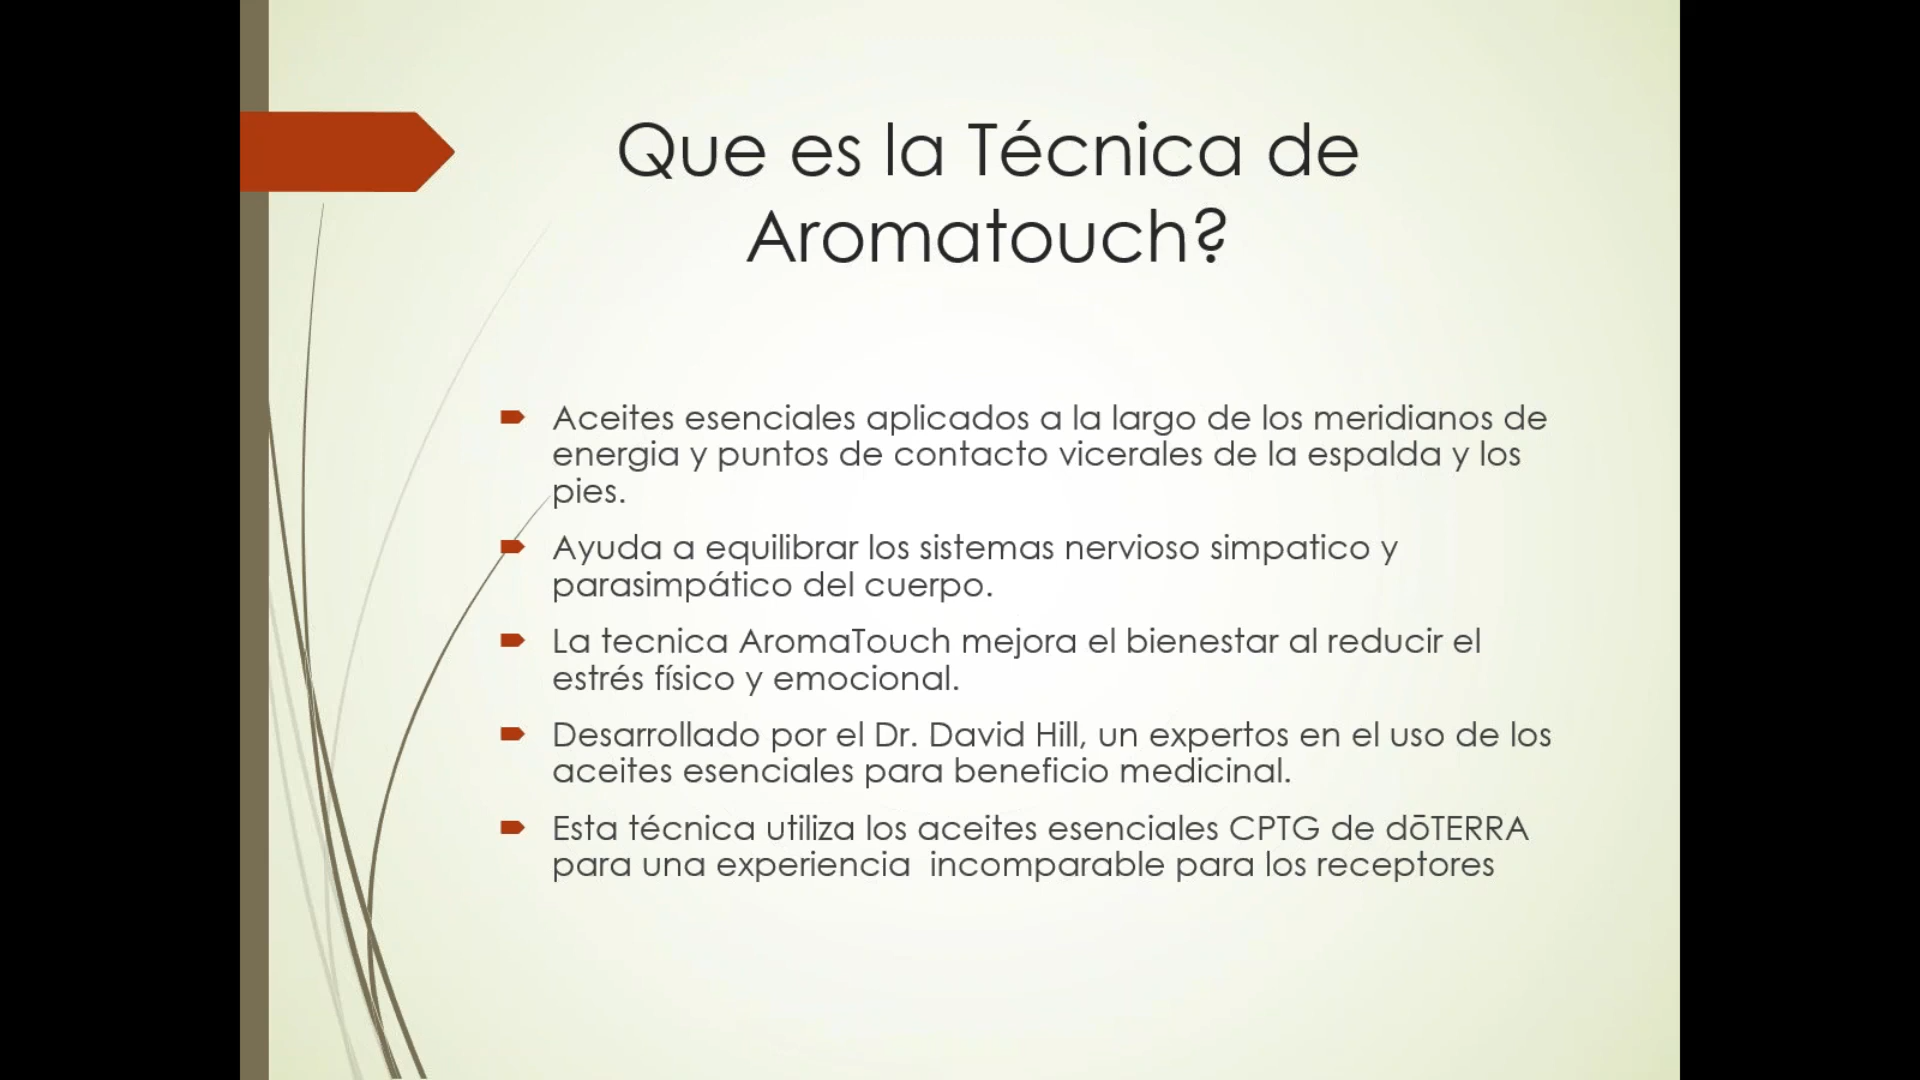 Que es la Técnica de
Aromatouch?
Aceites esenciales aplicados a la largo de los meridianos de
energia y puntos de contacto vicerales de la espalda y los
pies.
Ayuda a equilibrar los sistemas nervioso simpatico y
parasimpático del cuerpo.
La tecnica AromaTouch mejora el bienestar al reducir el
estrés físico y emocional.
Desarrollado por el Dr. David Hill, un expertos en el uso de los
aceites esenciales para beneficio medicinal.
Esta técnica utiliza los aceites esenciales CPTG de dōTERRA
para una experiencia  incomparable para los receptores